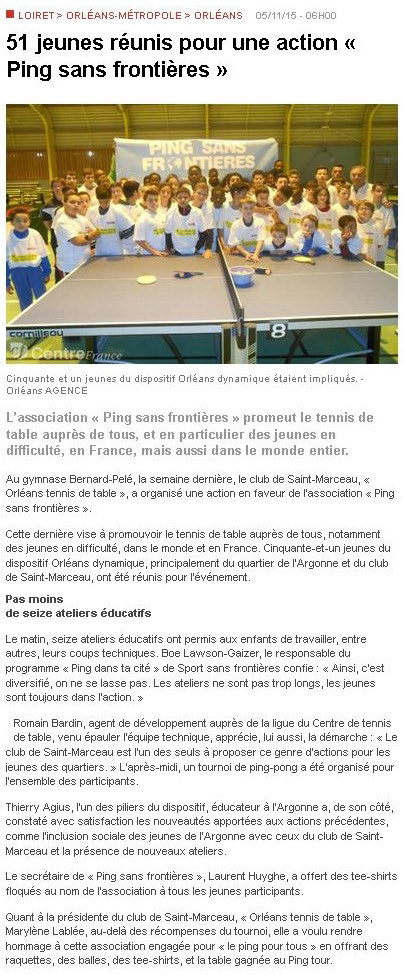 LOIRET > ORLÉANS-MÉTROPOLE > ORLÉANS 05/11/15 - 06H00
51 jeunes réunis pour une action «
Ping sans frontières »
PING SANS
FRONTIERES
cornilleau
8
Centre France
Cinquante et un jeunes du dispositif Orléans dynamique étaient impliqués. -
Orléans AGENCE
L'association « Ping sans frontières » promeut le tennis de
table auprès de tous, et en particulier des jeunes en
difficulté, en France, mais aussi dans le monde entier.
Au gymnase Bernard-Pelé, la semaine dernière, le club de Saint-Marceau, «
Orléans tennis de table », a organisé une action en faveur de l'association « Ping
sans frontières ».
Cette dernière vise à promouvoir le tennis de table auprès de tous, notamment
des jeunes en difficulté, dans le monde et en France. Cinquante-et-un jeunes du
dispositif Orléans dynamique, principalement du quartier de l'Argonne et du club
de Saint-Marceau, ont été réunis pour l'événement.
Pas moins
de seize ateliers éducatifs
Le matin, seize ateliers éducatifs ont permis aux enfants de travailler, entre
autres, leurs coups techniques. Boe Lawson-Gaizer, le responsable du
programme « Ping dans ta cité » de Sport sans frontières confie : « Ainsi, c'est
diversifié, on ne se lasse pas. Les ateliers ne sont pas trop longs, les jeunes
sont toujours dans l'action. »
Romain Bardin, agent de développement auprès de la ligue du Centre de tennis
de table, venu épauler l'équipe technique, apprécie, lui aussi, la démarche : « Le
club de Saint-Marceau est l'un des seuls à proposer ce genre d'actions pour les
jeunes des quartiers. » L'après-midi, un tournoi de ping-pong a été organisé pour
l'ensemble des participants.
Thierry Agius, l'un des piliers du dispositif, éducateur à l'Argonne a, de son côté,
constaté avec satisfaction les nouveautés apportées aux actions précédentes,
comme l'inclusion sociale des jeunes de l'Argonne avec ceux du club de Saint-
Marceau et la présence de nouveaux ateliers.
Le secrétaire de « Ping sans frontières », Laurent Huyghe, a offert des tee-shirts
floqués au nom de l'association à tous les jeunes participants.
Quant à la présidente du club de Saint-Marceau, « Orléans tennis de table »,
Marylène Lablée, au-delà des récompenses du tournoi, elle a voulu rendre
hommage à cette association engagée pour « le ping pour tous » en offrant des
raquettes, des balles, des tee-shirts, et la table gagnée au Ping tour.